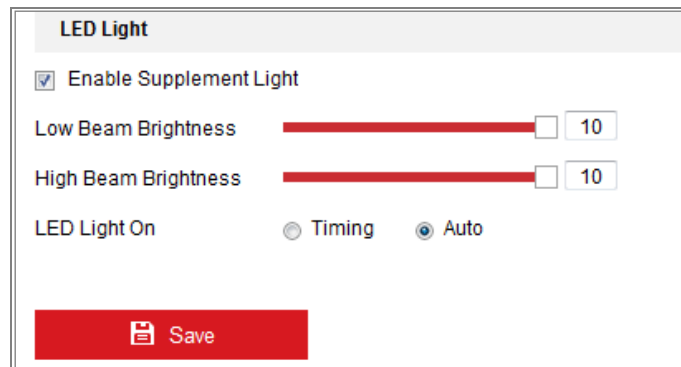 LED Light
Enable Supplement Light
Low Beam Brightness 10
High Beam Brightness 10
LED Light On Timing Auto
Save